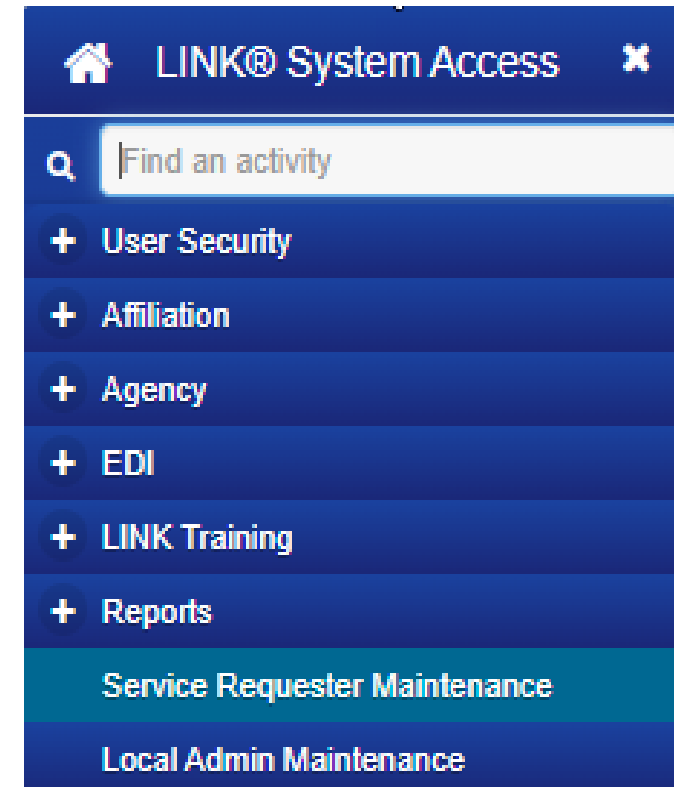 LINK® System Access
Find an activity
User Security
Affiliation
Agency
EDI
LINK Training
Reports
Service Requester Maintenance
Local Admin Maintenance